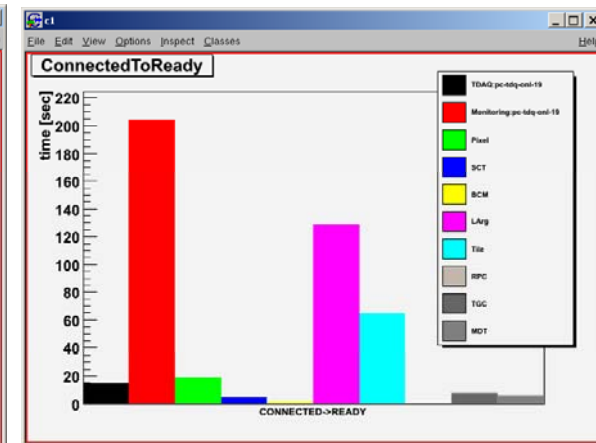 c1
File Edit View Options Inspect Classes Help
ConnectedToReady
time [sec]
220
200
180
160
140
120
100
80
60
40
20
0
CONNECTED->READY
TDAQ:pc-tdq-onl-19
Monitoring:pc-tdq-onl-19
Pixel
SCT
BCM
LArg
Tile
RPC
TGC
MDT